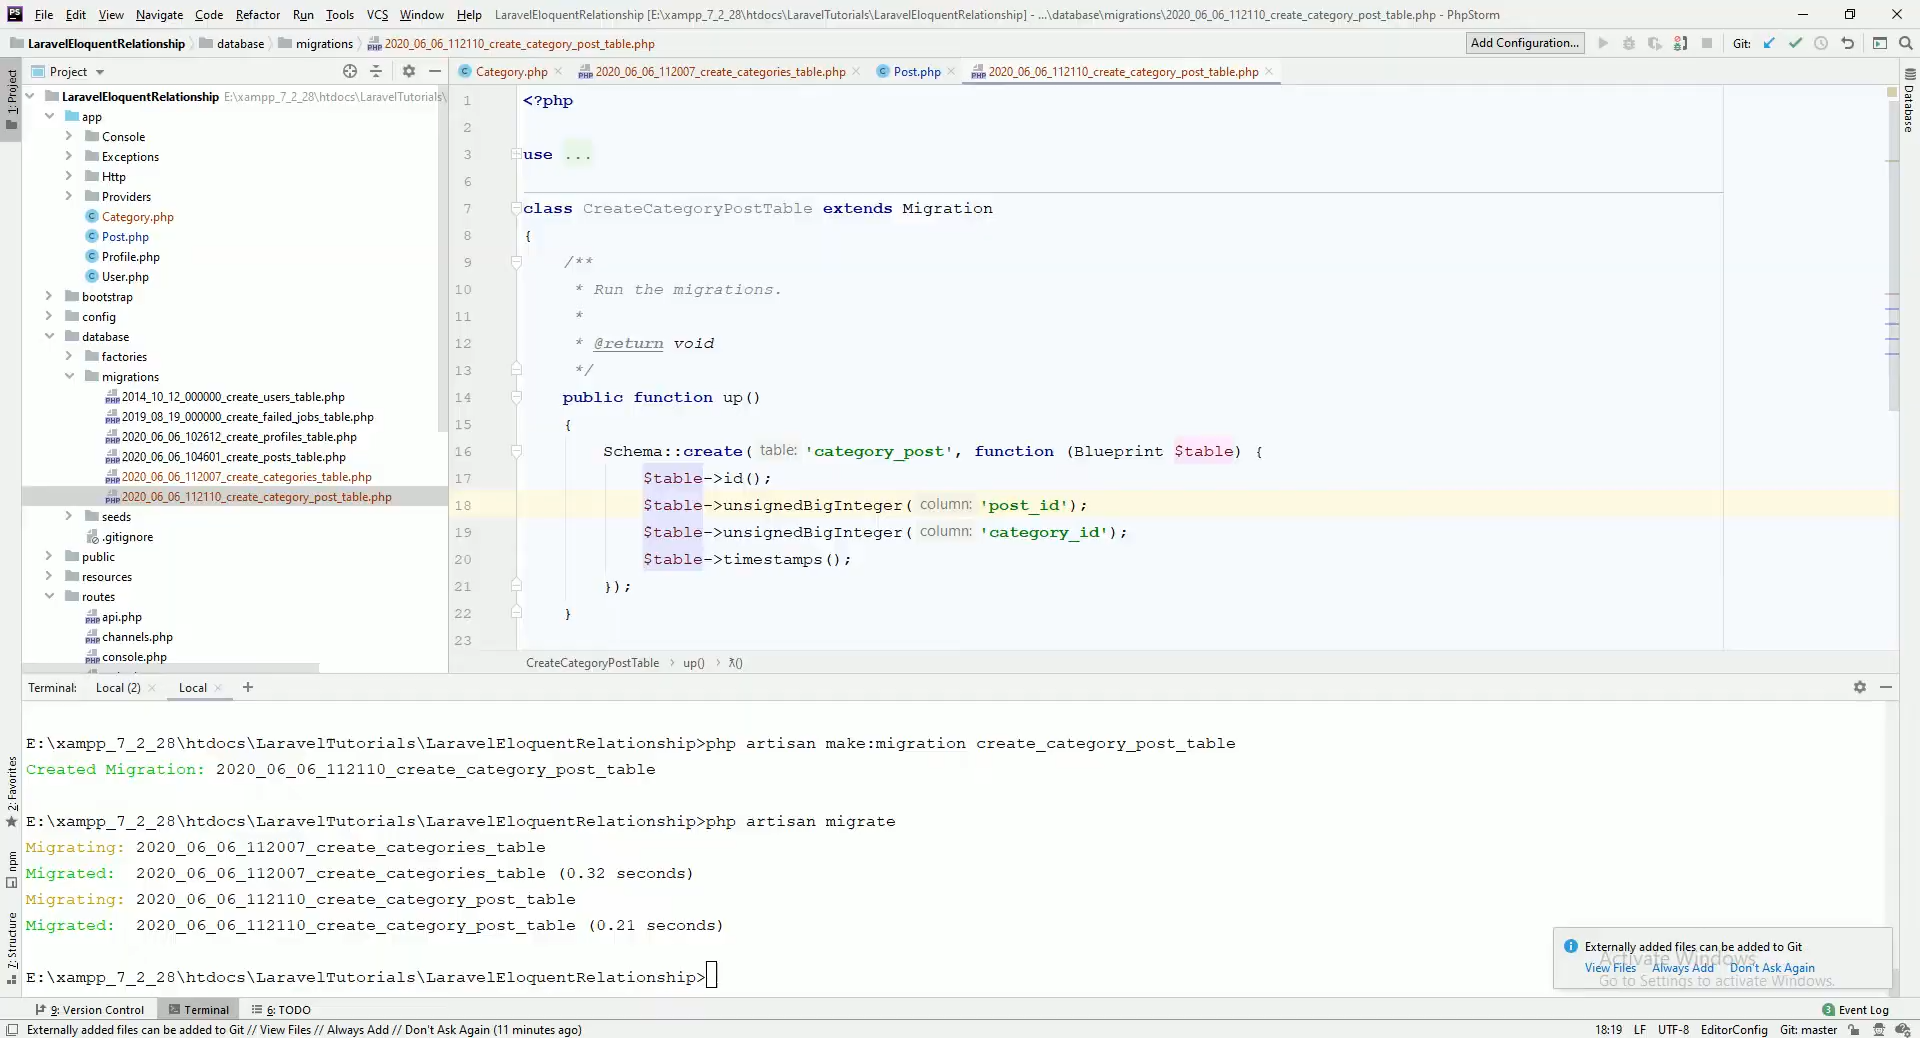 File Edit View Navigate Code Refactor Run Tools VCS Window Help LaravelEloquentRelationship [E:\xampp_7_2_28\htdocs\LaravelTutorials\LaravelEloquentRelationship] - ...\database\migrations\2020_06_06_112110_create_category_post_table.php - PhpStorm
LaravelEloquentRelationship database migrations 2020_06_06_112110_create_category_post_table.php Add Configuration... Git:
Project Category.php 2020_06_06_112007_create_categories_table.php Post.php 2020_06_06_112110_create_category_post_table.php
1: Project
LaravelEloquentRelationship E:\xampp_7_2_28\htdocs\LaravelTutorials\
app
Console
Exceptions
Http
Providers
Category.php
Post.php
Profile.php
User.php
bootstrap
config
database
factories
migrations
2014_10_12_000000_create_users_table.php
2019_08_19_000000_create_failed_jobs_table.php
2020_06_06_102612_create_profiles_table.php
2020_06_06_104601_create_posts_table.php
2020_06_06_112007_create_categories_table.php
2020_06_06_112110_create_category_post_table.php
seeds
.gitignore
public
resources
routes
api.php
channels.php
console.php
1 <?php
2
3 use ...
6
7 class CreateCategoryPostTable extends Migration
8 {
9 /**
10 * Run the migrations.
11 *
12 * @return void
13 */
14 public function up()
15 {
16 Schema::create( table: 'category_post', function (Blueprint $table) {
17 $table->id();
18 $table->unsignedBigInteger( column: 'post_id');
19 $table->unsignedBigInteger( column: 'category_id');
20 $table->timestamps();
21 });
22 }
23
CreateCategoryPostTable › up() › λ()
Database
Terminal: Local (2) Local +
E:\xampp_7_2_28\htdocs\LaravelTutorials\LaravelEloquentRelationship>php artisan make:migration create_category_post_table
Created Migration: 2020_06_06_112110_create_category_post_table
E:\xampp_7_2_28\htdocs\LaravelTutorials\LaravelEloquentRelationship>php artisan migrate
Migrating: 2020_06_06_112007_create_categories_table
Migrated: 2020_06_06_112007_create_categories_table (0.32 seconds)
Migrating: 2020_06_06_112110_create_category_post_table
Migrated: 2020_06_06_112110_create_category_post_table (0.21 seconds)
E:\xampp_7_2_28\htdocs\LaravelTutorials\LaravelEloquentRelationship>
2: Favorites
npm
7: Structure
Externally added files can be added to Git
View Files Always Add Don't Ask Again
Activate Windows
Go to Settings to activate Windows.
9: Version Control Terminal 6: TODO 3 Event Log
Externally added files can be added to Git // View Files // Always Add // Don't Ask Again (11 minutes ago) 18:19 LF UTF-8 EditorConfig Git: master